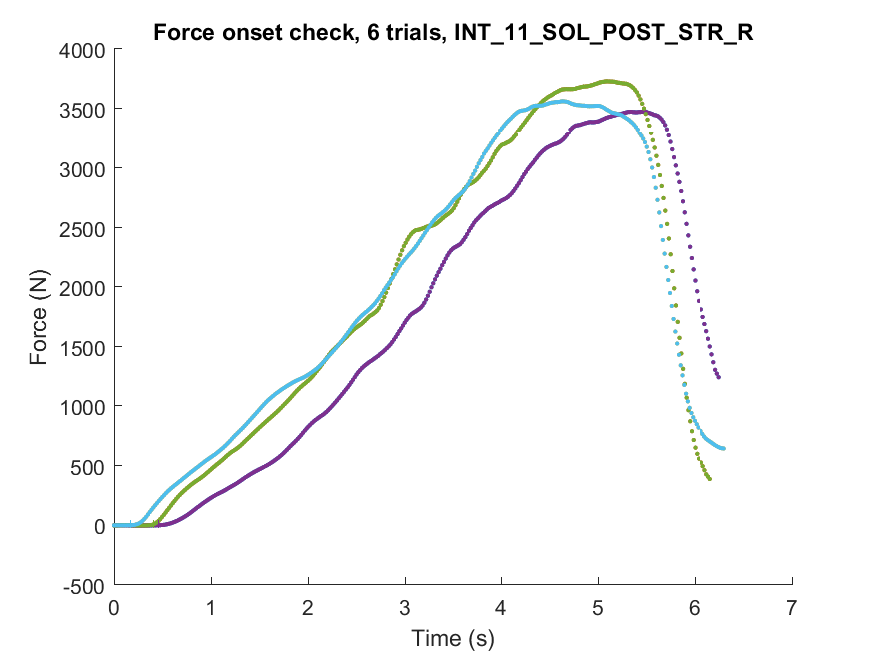 Force onset check, 6 trials, INT_11_SOL_POST_STR_R
4000
3500
3000
2500
2000
1500
1000
500
0
-500
Force (N)
0 1 2 3 4 5 6 7
Time (s)